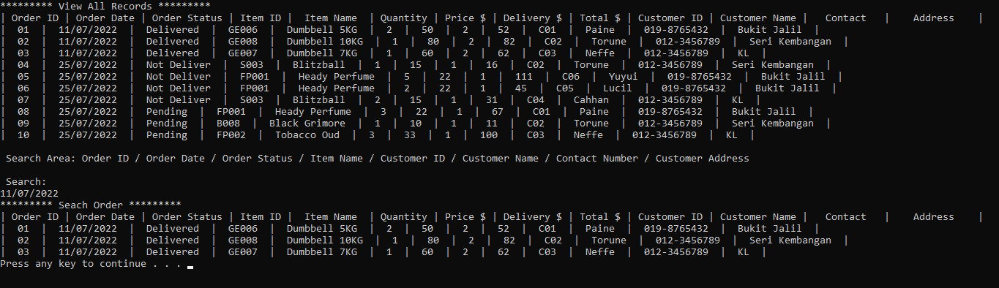 ********* View All Records *********
| Order ID | Order Date | Order Status | Item ID |  Item Name  | Quantity | Price $ | Delivery $ | Total $ | Customer ID | Customer Name |   Contact   |    Address    |
|  01  |  11/07/2022  |  Delivered  |  GE006  |  Dumbbell 5KG  |  2  |  50  |  2  |  52  |  C01  |  Paine  |  019-8765432  |  Bukit Jalil  |
|  02  |  11/07/2022  |  Delivered  |  GE008  |  Dumbbell 10KG  |  1  |  80  |  2  |  82  |  C02  |  Torune  |  012-3456789  |  Seri Kembangan  |
|  03  |  11/07/2022  |  Delivered  |  GE007  |  Dumbbell 7KG  |  1  |  60  |  2  |  62  |  C03  |  Neffe  |  012-3456789  |  KL  |
|  04  |  25/07/2022  |  Not Deliver  |  S003  |  Blitzball  |  1  |  15  |  1  |  16  |  C02  |  Torune  |  012-3456789  |  Seri Kembangan  |
|  05  |  25/07/2022  |  Not Deliver  |  FP001  |  Heady Perfume  |  5  |  22  |  1  |  111  |  C06  |  Yuyui  |  019-8765432  |  Bukit Jalil  |
|  06  |  25/07/2022  |  Not Deliver  |  FP001  |  Heady Perfume  |  2  |  22  |  1  |  45  |  C05  |  Lucil  |  019-8765432  |  Bukit Jalil  |
|  07  |  25/07/2022  |  Not Deliver  |  S003  |  Blitzball  |  2  |  15  |  1  |  31  |  C04  |  Cahhan  |  012-3456789  |  KL  |
|  08  |  25/07/2022  |  Pending  |  FP001  |  Heady Perfume  |  3  |  22  |  1  |  67  |  C01  |  Paine  |  019-8765432  |  Bukit Jalil  |
|  09  |  25/07/2022  |  Pending  |  B008  |  Black Grimore  |  1  |  10  |  1  |  11  |  C02  |  Torune  |  012-3456789  |  Seri Kembangan  |
|  10  |  25/07/2022  |  Pending  |  FP002  |  Tobacco Oud  |  3  |  33  |  1  |  100  |  C03  |  Neffe  |  012-3456789  |  KL  |
Search Area: Order ID / Order Date / Order Status / Item Name / Customer ID / Customer Name / Contact Number / Customer Address
Search:
11/07/2022
********* Seach Order *********
| Order ID | Order Date | Order Status | Item ID |  Item Name  | Quantity | Price $ | Delivery $ | Total $ | Customer ID | Customer Name |   Contact   |    Address    |
|  01  |  11/07/2022  |  Delivered  |  GE006  |  Dumbbell 5KG  |  2  |  50  |  2  |  52  |  C01  |  Paine  |  019-8765432  |  Bukit Jalil  |
|  02  |  11/07/2022  |  Delivered  |  GE008  |  Dumbbell 10KG  |  1  |  80  |  2  |  82  |  C02  |  Torune  |  012-3456789  |  Seri Kembangan  |
|  03  |  11/07/2022  |  Delivered  |  GE007  |  Dumbbell 7KG  |  1  |  60  |  2  |  62  |  C03  |  Neffe  |  012-3456789  |  KL  |
Press any key to continue . . .